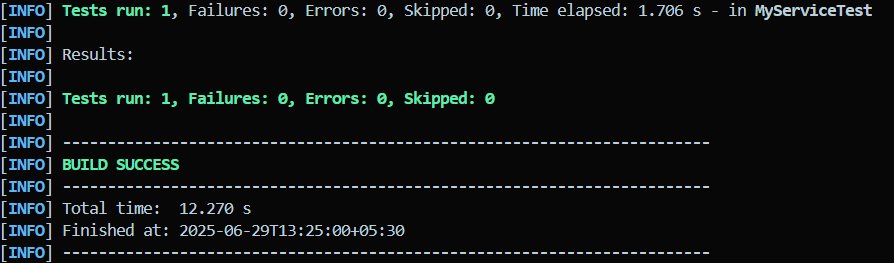 [INFO] Tests run: 1, Failures: 0, Errors: 0, Skipped: 0, Time elapsed: 1.706 s - in MyServiceTest
[INFO]
[INFO] Results:
[INFO]
[INFO] Tests run: 1, Failures: 0, Errors: 0, Skipped: 0
[INFO]
[INFO] ------------------------------------------------------------------------
[INFO] BUILD SUCCESS
[INFO] ------------------------------------------------------------------------
[INFO] Total time:  12.270 s
[INFO] Finished at: 2025-06-29T13:25:00+05:30
[INFO] ------------------------------------------------------------------------